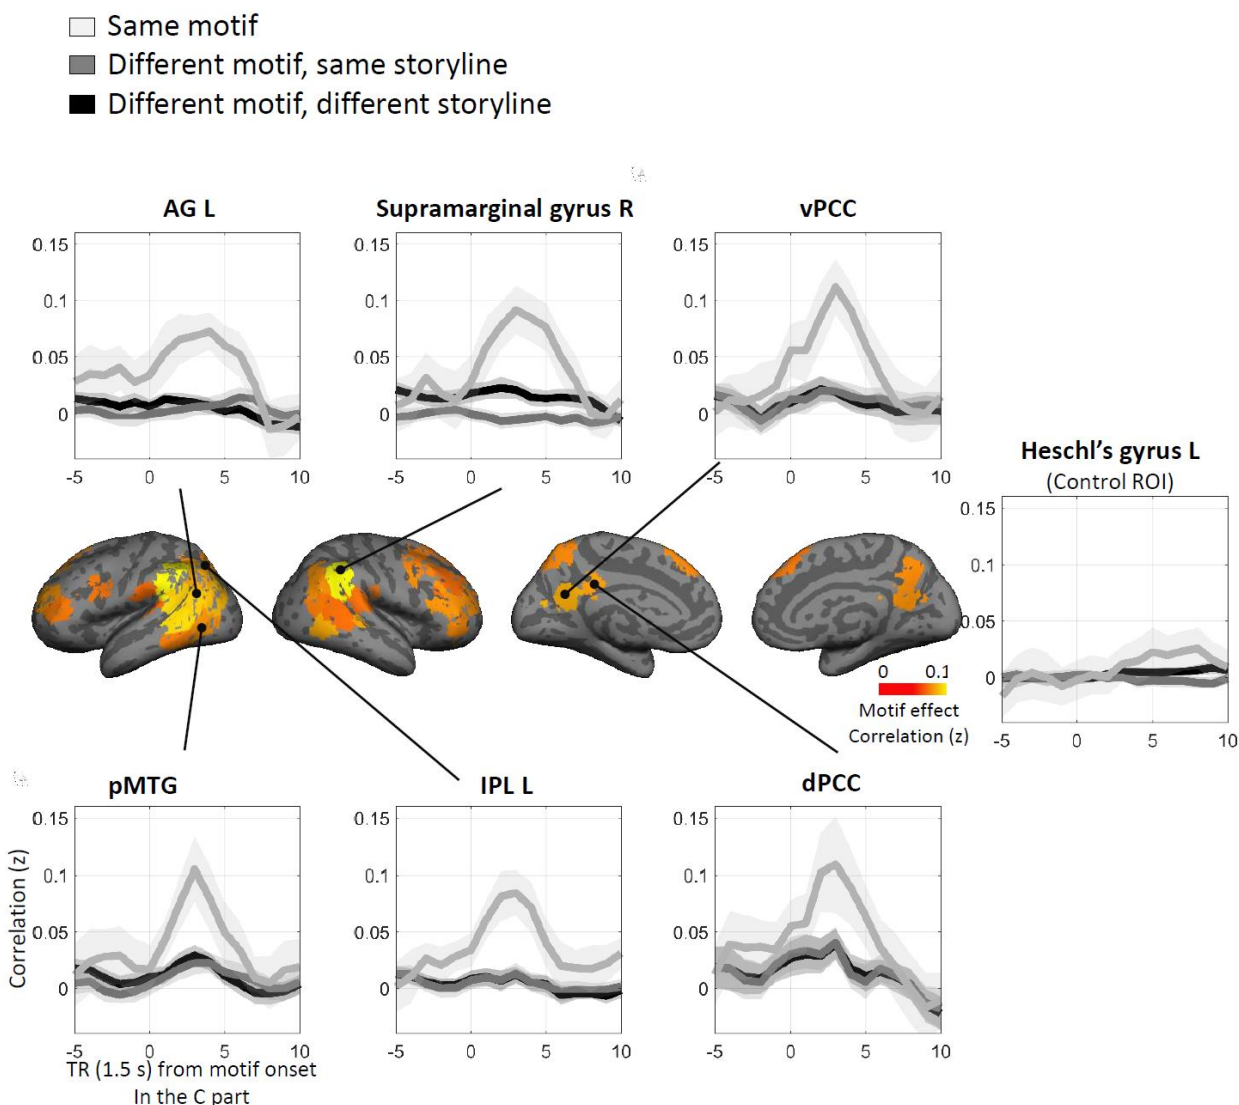 Same motif
Different motif, same storyline
Different motif, different storyline
AG L
Supramarginal gyrus R
vPCC
0.15
0.1
0.05
0
-5 0 5 10
0.15
0.1
0.05
0
-5 0 5 10
0.15
0.1
0.05
0
-5 0 5 10
Heschl's gyrus L
(Control ROI)
0.15
0.1
0.05
0
-5 0 5 10
0 0.1
Motif effect
Correlation (z)
pMTG
IPL L
dPCC
Correlation (z)
0.15
0.1
0.05
0
-5 0 5 10
TR (1.5 s) from motif onset
In the C part
0.15
0.1
0.05
0
-5 0 5 10
0.15
0.1
0.05
0
-5 0 5 10